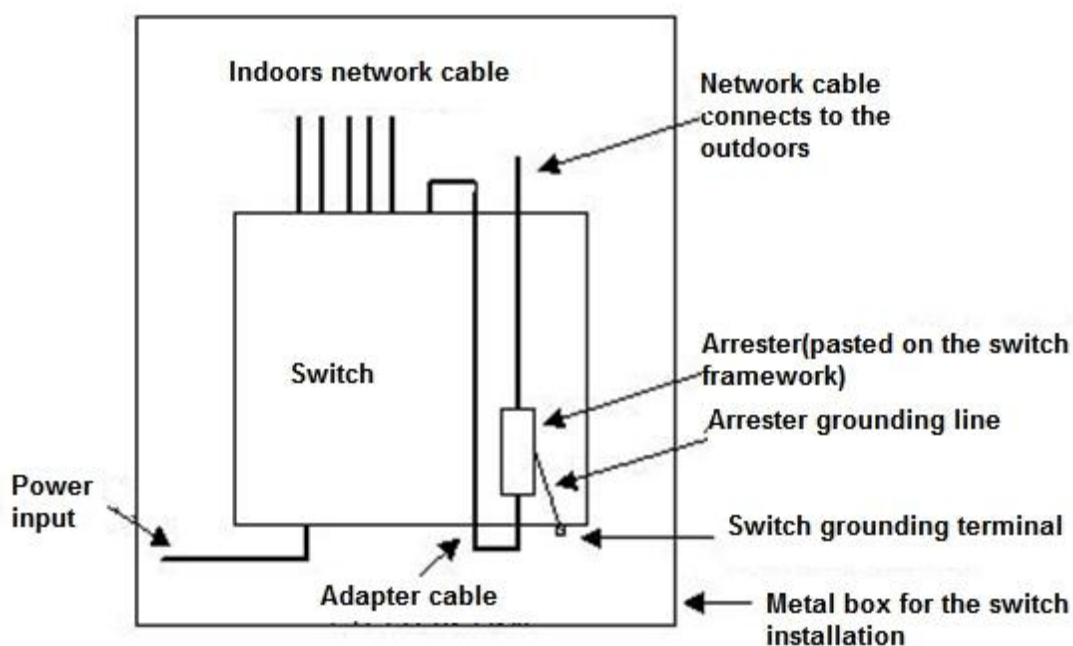 Indoors network cable
Network cable
connects to the
outdoors
Switch
Arrester(pasted on the switch
framework)
Arrester grounding line
Power
input
Switch grounding terminal
Adapter cable
Metal box for the switch
installation